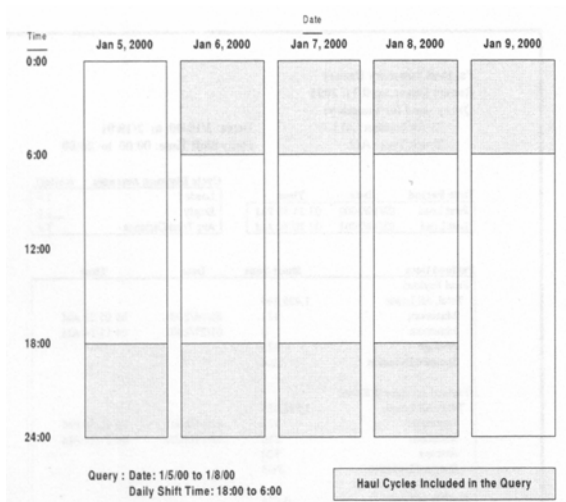 Date
Time
Jan 5, 2000 Jan 6, 2000 Jan 7, 2000 Jan 8, 2000 Jan 9, 2000
0:00
6:00
12:00
18:00
24:00
Query : Date: 1/5/00 to 1/8/00
Daily Shift Time: 18:00 to 6:00
Haul Cycles Included in the Query